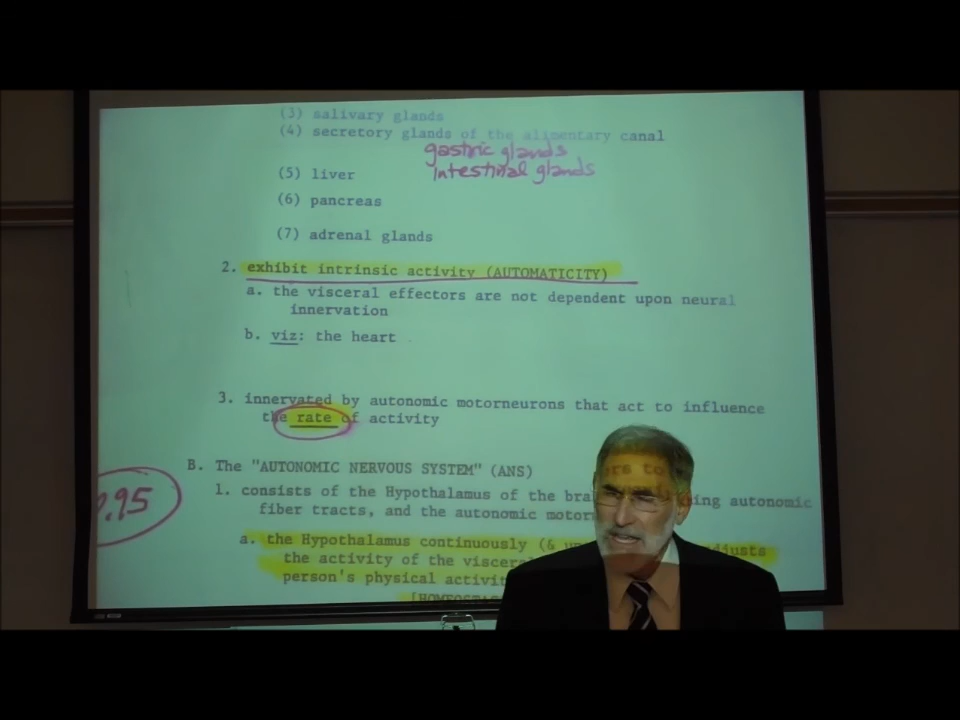 (3) salivary glands
(4) secretory glands of the alimentary canal
gastric glands
intestinal glands
(5) liver
(6) pancreas
(7) adrenal glands
2. exhibit intrinsic activity (AUTOMATICITY)
a. the visceral effectors are not dependent upon neural
innervation
b. viz: the heart
3. innervated by autonomic motorneurons that act to influence
the rate of activity
B. The "AUTONOMIC NERVOUS SYSTEM" (ANS)
1. consists of the Hypothalamus of the autonomic
.95
fiber tracts, and the autonomic
a. the Hypothalamus continuously (&
the activity of the
person's physical